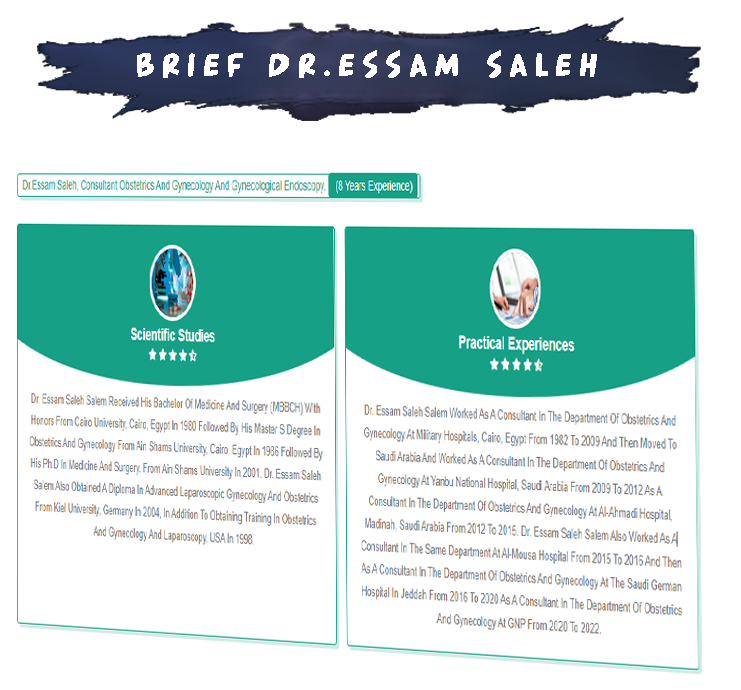 BRIEF DR.ESSAM SALEH
Dr.Essam Saleh, Consultant Obstetrics And Gynecology And Gynecological Endoscopy. (8 Years Experience)
Scientific Studies
Dr. Essam Saleh Salem Received His Bachelor Of Medicine And Surgery (MBBCH) With
Honors From Cairo University, Cairo, Egypt In 1980 Followed By His Master S Degree In
Obstetrics And Gynecology From Ain Shams University, Cairo, Egypt In 1986 Followed By
His Ph.D In Medicine And Surgery. From Ain Shams University In 2001. Dr. Essam Saleh
Salem Also Obtained A Diploma In Advanced Laparoscopic Gynecology And Obstetrics
From Kiel University, Germany In 2004, In Addition To Obtaining Training In Obstetrics
And Gynecology And Laparoscopy, USA In 1998.
Practical Experiences
Dr. Essam Saleh Salem Worked As A Consultant In The Department Of Obstetrics And
Gynecology At Military Hospitals, Cairo, Egypt From 1982 To 2009 And Then Moved To
Saudi Arabia And Worked As A Consultant In The Department Of Obstetrics And
Gynecology At Yanbu National Hospital, Saudi Arabia From 2009 To 2012 As A
Consultant In The Department Of Obstetrics And Gynecology At Al-Ahmadi Hospital,
Madinah, Saudi Arabia From 2012 To 2015. Dr. Essam Saleh Salem Also Worked As A
Consultant In The Same Department At Al-Mousa Hospital From 2015 To 2016 And Then
As A Consultant In The Department Of Obstetrics And Gynecology At The Saudi German
Hospital In Jeddah From 2016 To 2020 As A Consultant In The Department Of Obstetrics
And Gynecology At GNP From 2020 To 2022.